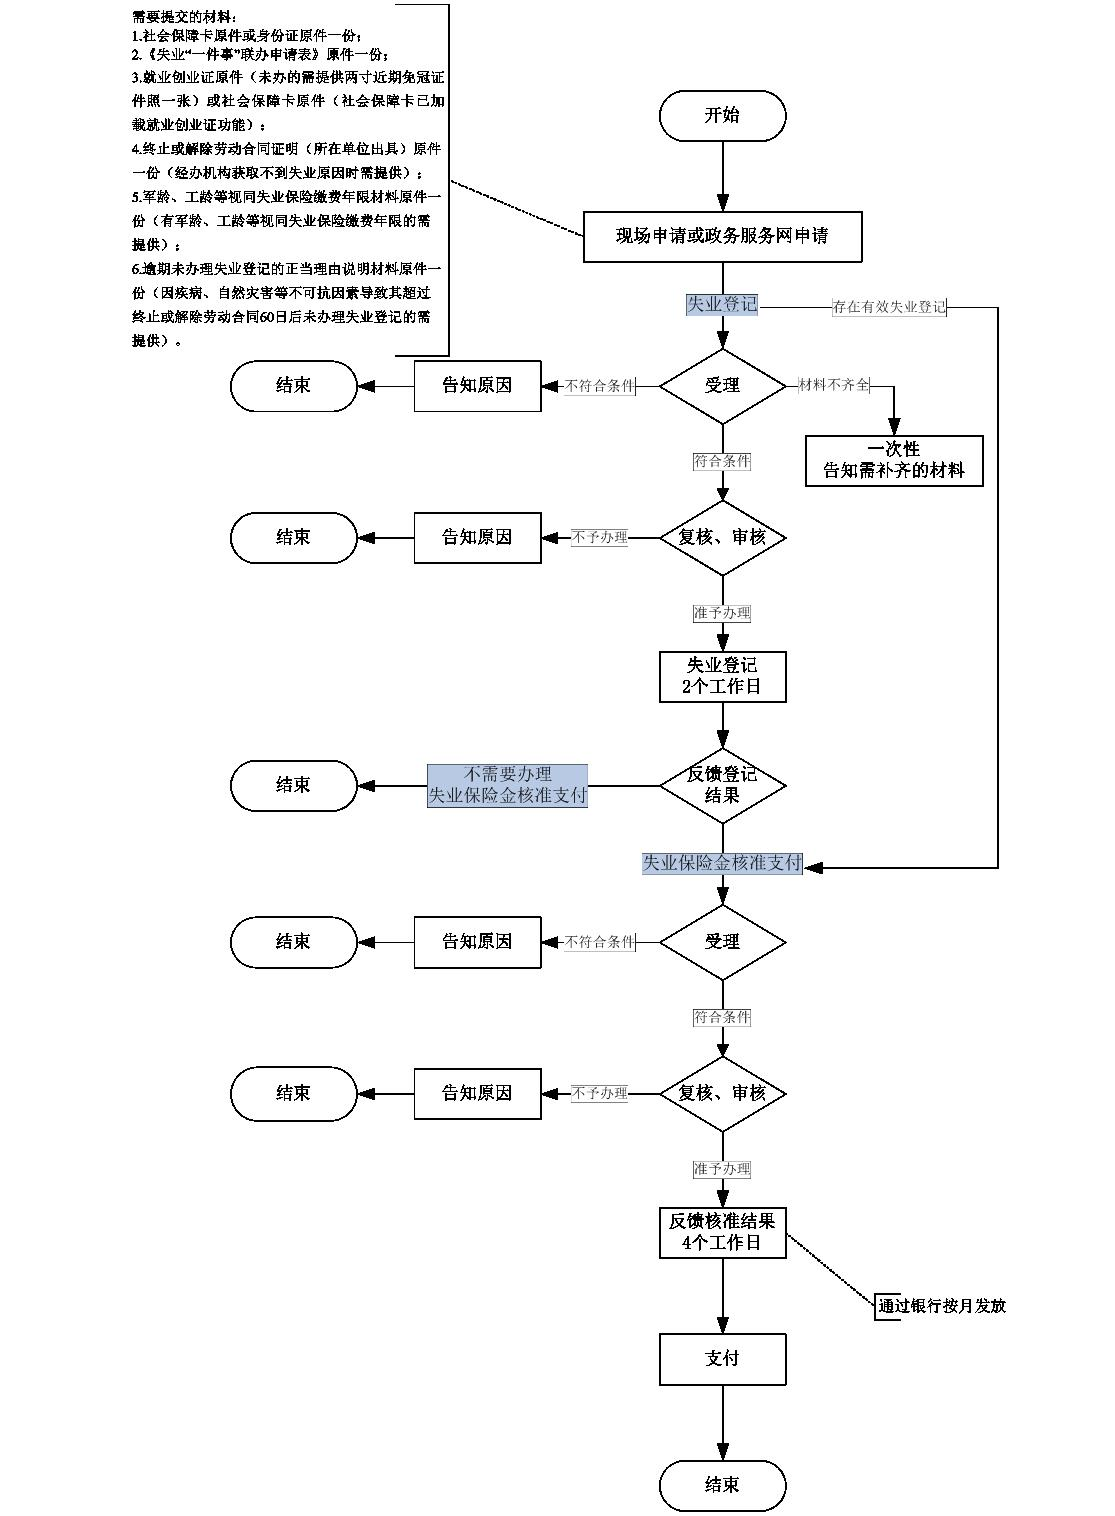 需要提交的材料：
1.社会保障卡原件或身份证原件一份；
2.《失业“一件事”联办申请表》原件一份；
3.就业创业证原件（未办的需提供两寸近期免冠证
件照一张）或社会保障卡原件（社会保障卡已加
载就业创业证功能）；
4.终止或解除劳动合同证明（所在单位出具）原件
一份（经办机构获取不到失业原因时需提供）；
5.军龄、工龄等视同失业保险缴费年限材料原件一
份（有军龄、工龄等视同失业保险缴费年限的需
提供）；
6.逾期未办理失业登记的正当理由说明材料原件一
份（因疾病、自然灾害等不可抗因素导致其超过
终止或解除劳动合同60日后未办理失业登记的需
提供）。
开始
现场申请或政务服务网申请
失业登记
存在有效失业登记
结束
告知原因
不符合条件
受理
材料不齐全
一次性
告知需补齐的材料
符合条件
结束
告知原因
不予办理
复核、审核
准予办理
失业登记
2个工作日
结束
不需要办理
失业保险金核准支付
反馈登记
结果
失业保险金核准支付
结束
告知原因
不符合条件
受理
符合条件
结束
告知原因
不予办理
复核、审核
准予办理
反馈核准结果
4个工作日
通过银行按月发放
支付
结束